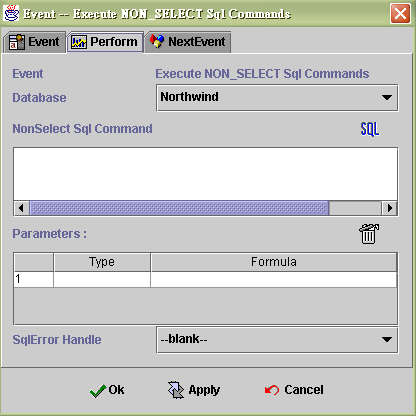 Event -- Execute NON_SELECT Sql Commands
Event Perform NextEvent
Event Execute NON_SELECT Sql Commands
Database Northwind
NonSelect Sql Command SQL
Parameters :
Type Formula
1
SqlError Handle --blank--
Ok Apply Cancel